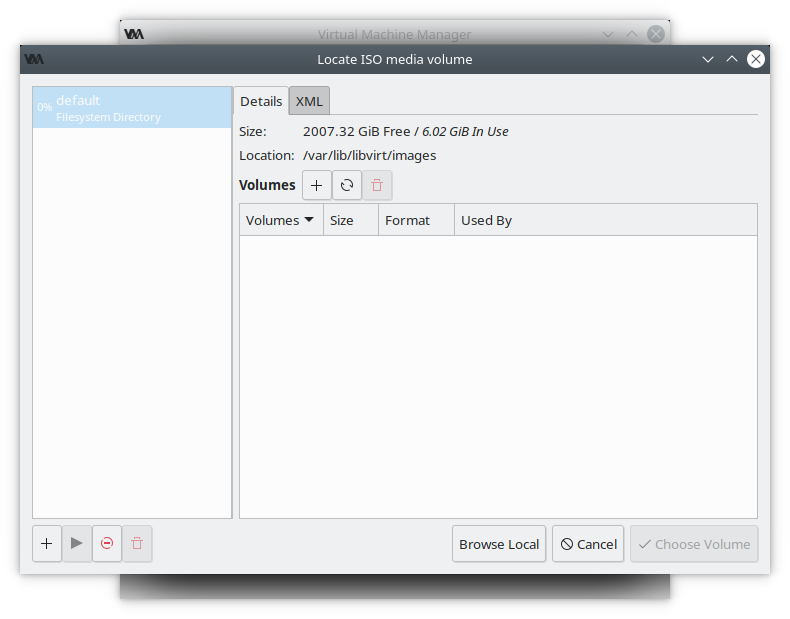 Virtual Machine Manager
Locate ISO media volume
0% default
Filesystem Directory
Details XML
Size: 2007.32 GiB Free / 6.02 GiB In Use
Location: /var/lib/libvirt/images
Volumes
Volumes Size Format Used By
Browse Local Cancel Choose Volume